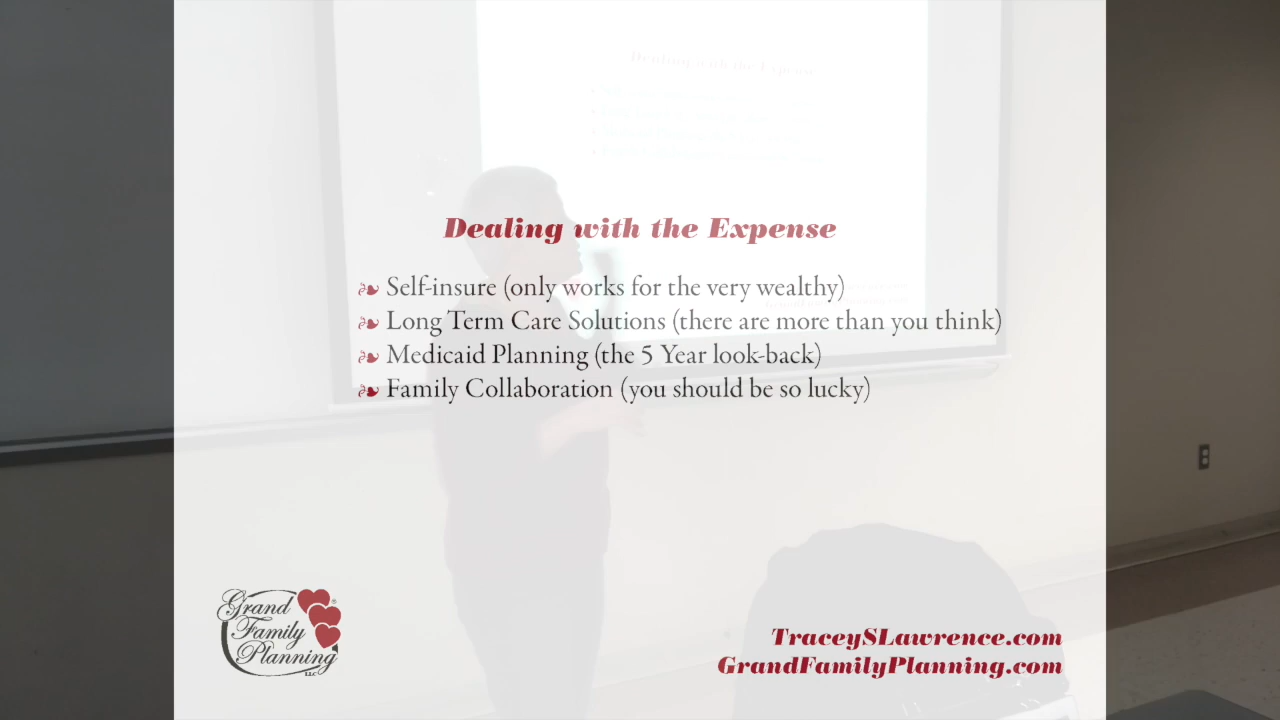 Dealing with the Expense
❧ Self-insure (only works for the very wealthy)
❧ Long Term Care Solutions (there are more than you think)
❧ Medicaid Planning (the 5 Year look-back)
❧ Family Collaboration (you should be so lucky)
Grand
Family
Planning
LLC
®
TraceySLawrence.com
GrandFamilyPlanning.com